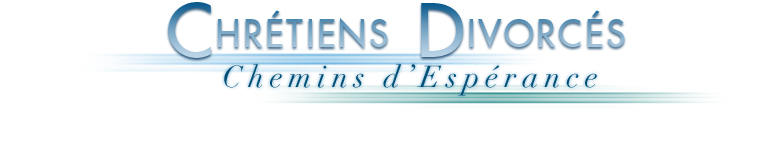 CHRÉTIENS DIVORCÉS
Chemins d'Espérance